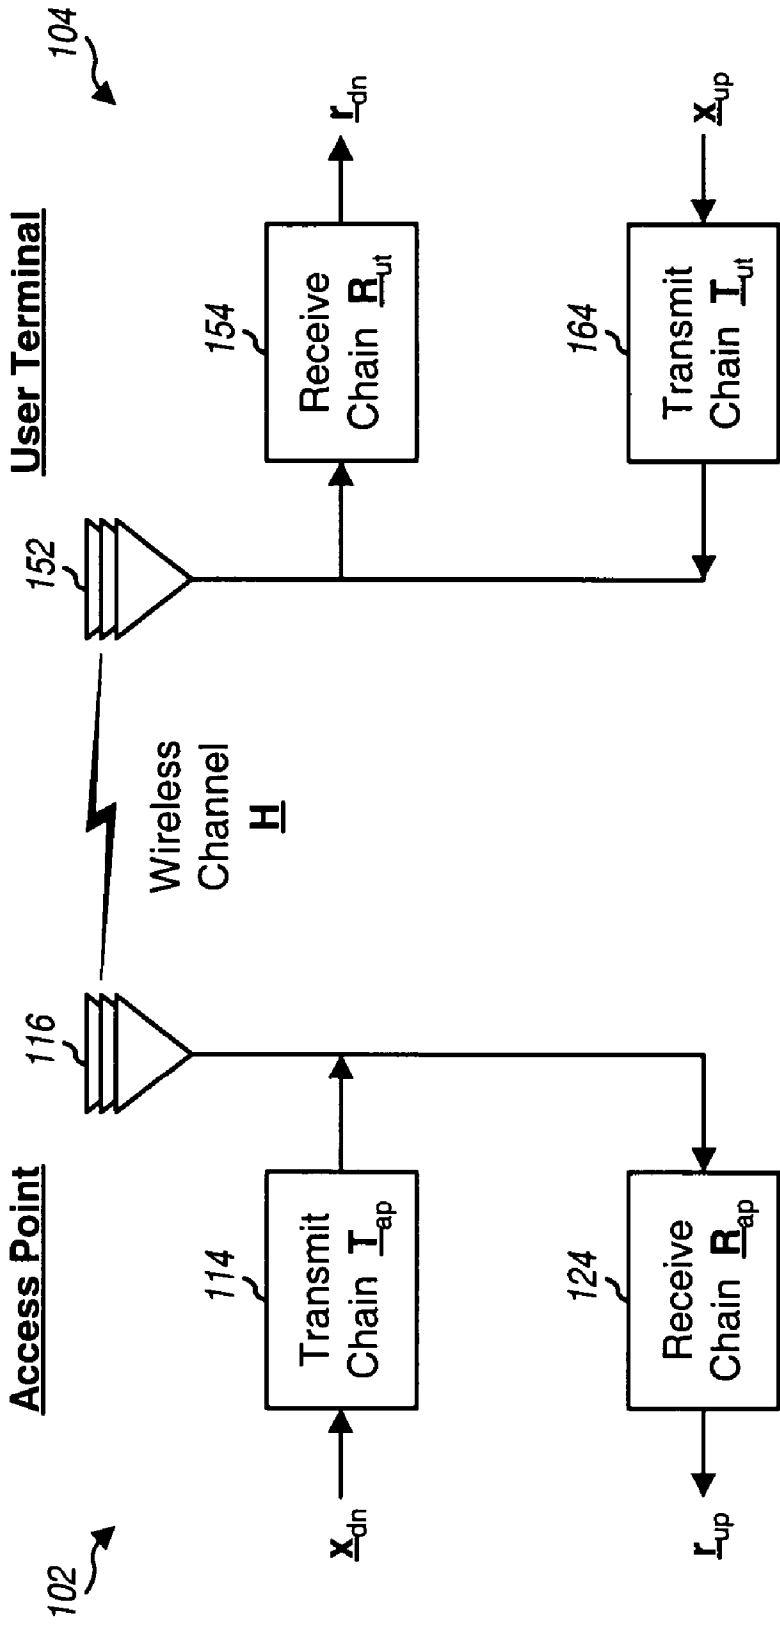 102
104
Access Point
User Terminal
116
152
Wireless
Channel
H
114
154
x_dn
Transmit
Chain T_ap
Receive
Chain R_ut
r_dn
124
164
r_up
Receive
Chain R_ap
Transmit
Chain T_ut
x_up